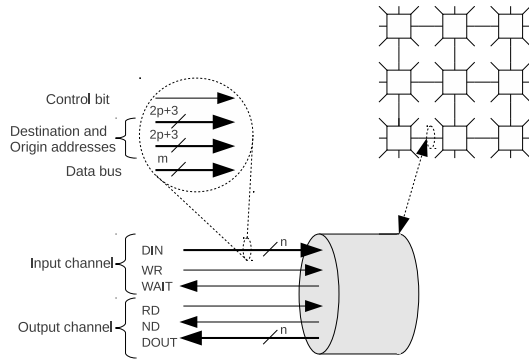 Control bit
2p+3
Destination and
Origin addresses
2p+3
m
Data bus
Input channel
DIN
n
WR
WAIT
Output channel
RD
ND
DOUT
n